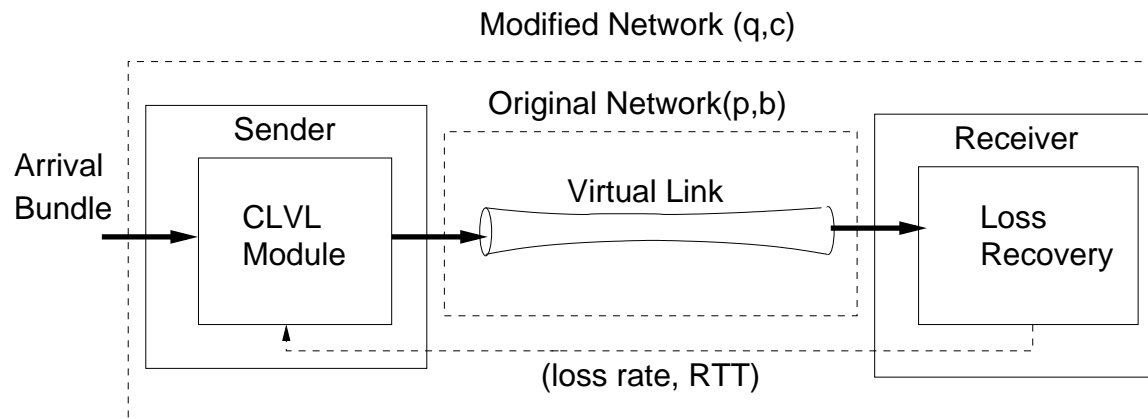 Modified Network (q,c)
Original Network(p,b)
Sender
Receiver
Arrival
Bundle
CLVL
Module
Virtual Link
Loss
Recovery
(loss rate, RTT)